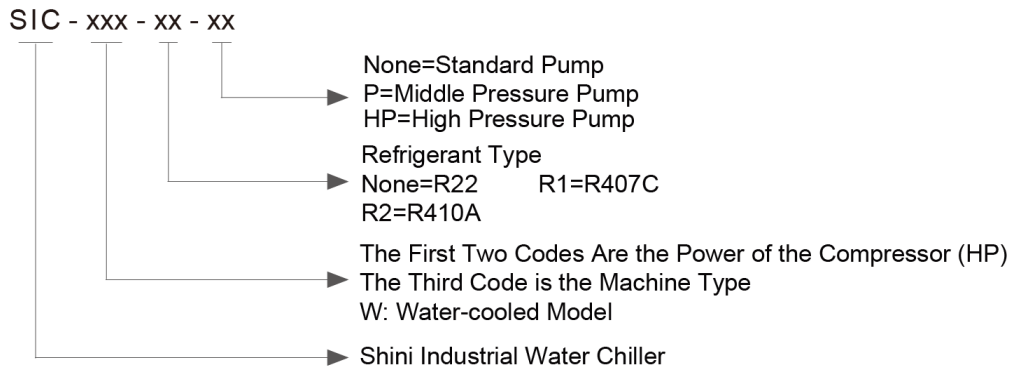 SIC - xxx - xx - xx
None=Standard Pump
P=Middle Pressure Pump
HP=High Pressure Pump
Refrigerant Type
None=R22 R1=R407C
R2=R410A
The First Two Codes Are the Power of the Compressor (HP)
The Third Code is the Machine Type
W: Water-cooled Model
Shini Industrial Water Chiller